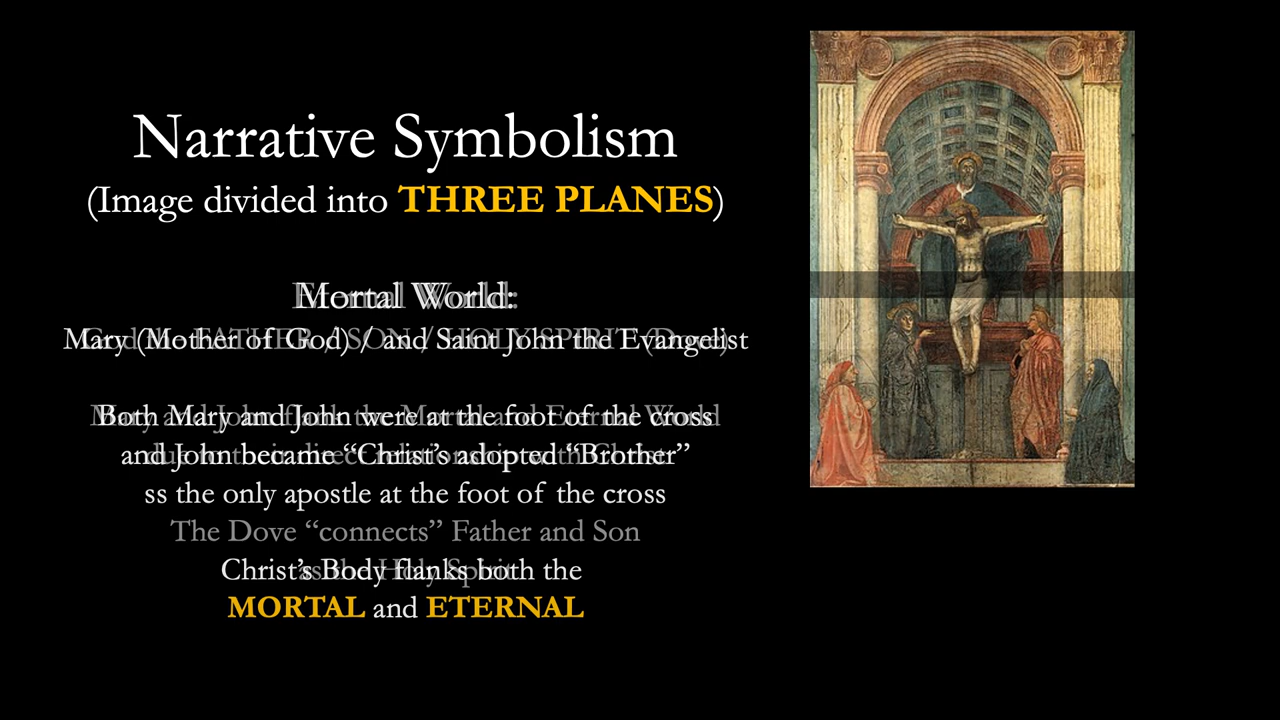 Narrative Symbolism
(Image divided into THREE PLANES)
Mortal World:
Mary (Mother of God) / and Saint John the Evangelist
Both Mary and John were at the foot of the cross
and John became “Christ’s adopted “Brother”
ss the only apostle at the foot of the cross
The Dove “connects” Father and Son
Christ’s Body flanks both the
MORTAL and ETERNAL